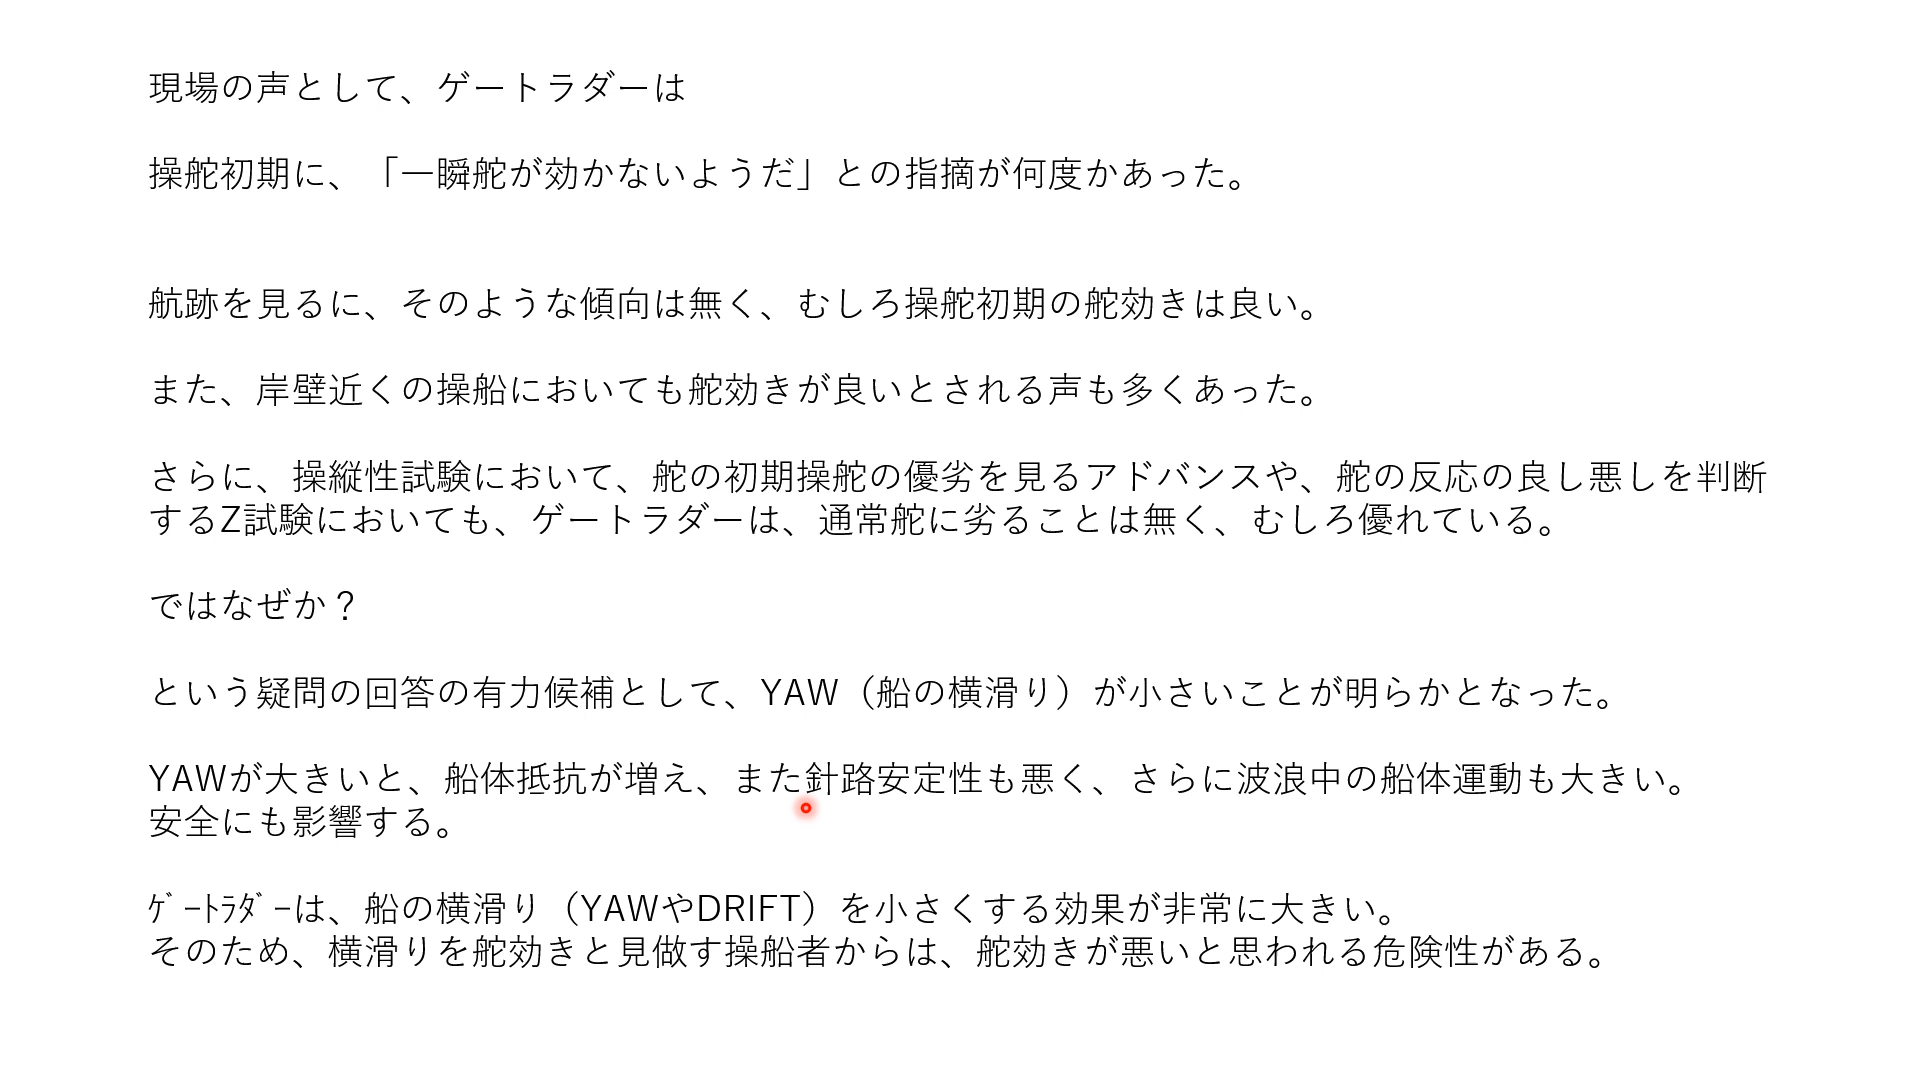 現場の声として、ゲートラダーは
操舵初期に、「一瞬舵が効かないようだ」との指摘が何度かあった。
航跡を見るに、そのような傾向は無く、むしろ操舵初期の舵効きは良い。
また、岸壁近くの操船においても舵効きが良いとされる声も多くあった。
さらに、操縦性試験において、舵の初期操舵の優劣を見るアドバンスや、舵の反応の良し悪しを判断
するZ試験においても、ゲートラダーは、通常舵に劣ることは無く、むしろ優れている。
ではなぜか？
という疑問の回答の有力候補として、YAW（船の横滑り）が小さいことが明らかとなった。
YAWが大きいと、船体抵抗が増え、また針路安定性も悪く、さらに波浪中の船体運動も大きい。
安全にも影響する。
ｹﾞｰﾄﾗﾀﾞｰは、船の横滑り（YAWやDRIFT）を小さくする効果が非常に大きい。
そのため、横滑りを舵効きと見做す操船者からは、舵効きが悪いと思われる危険性がある。